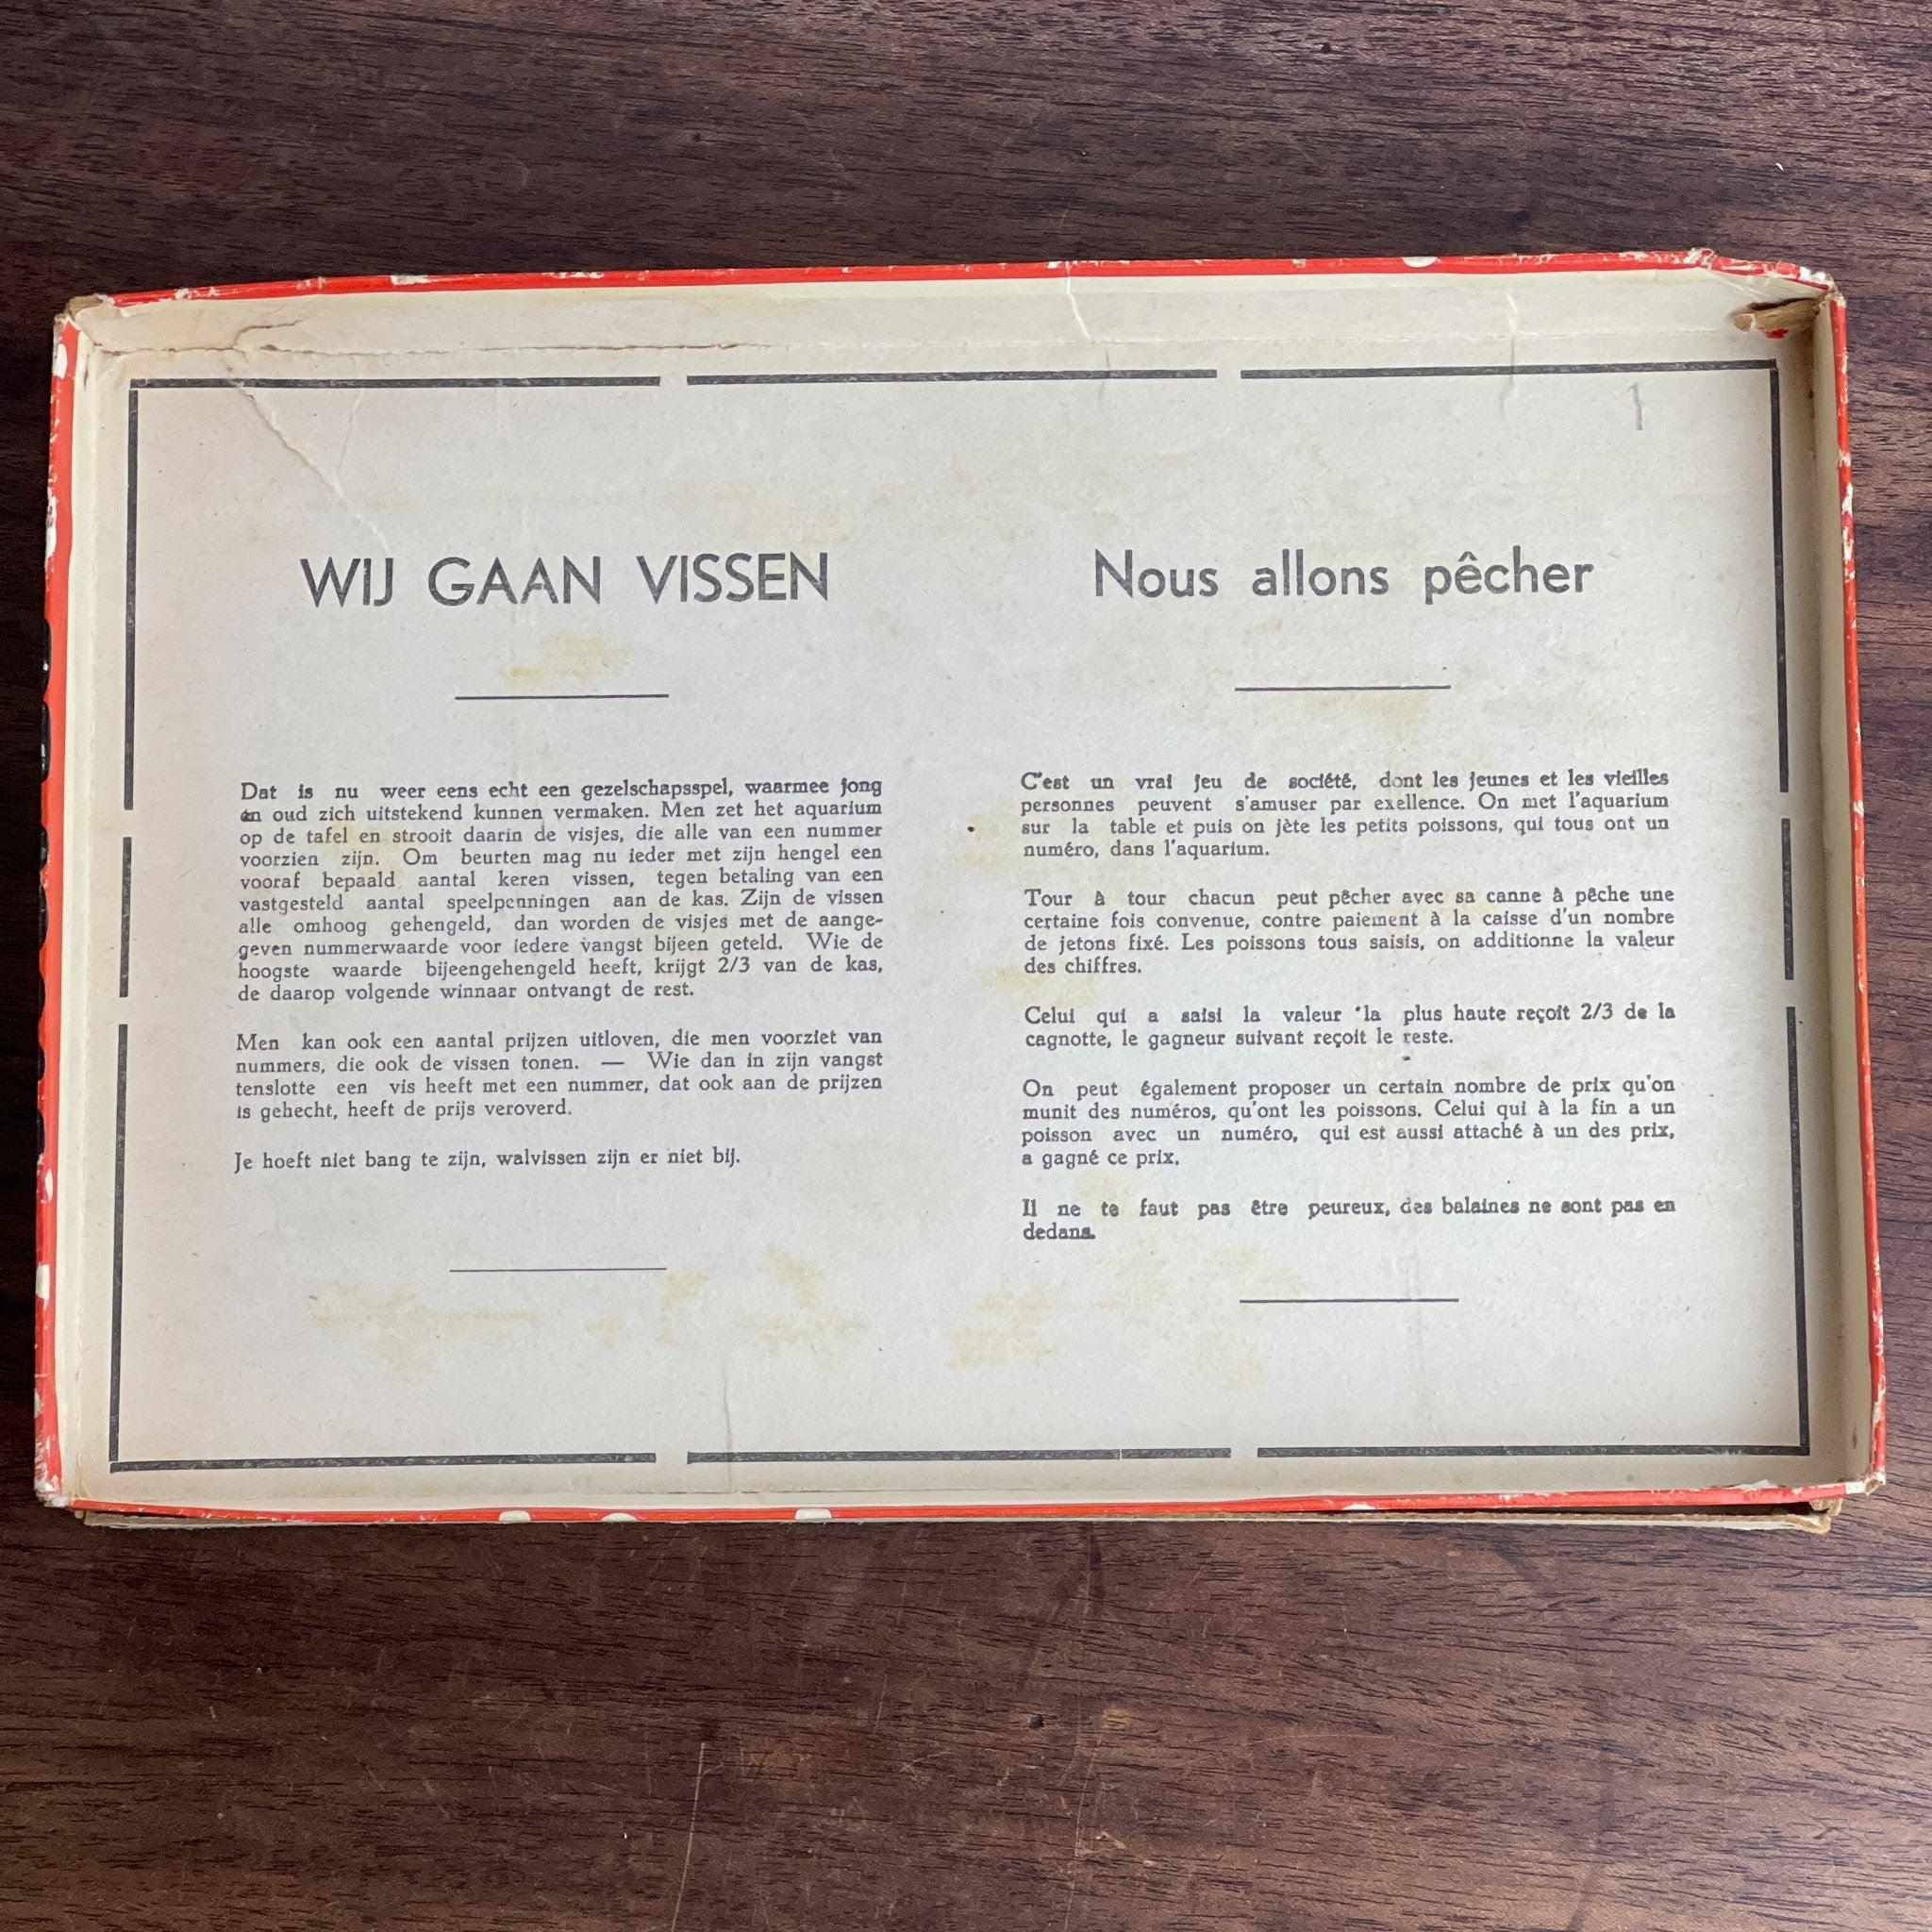 WIJ GAAN VISSEN
Dat is nu weer eens echt een gezelschapsspel, waarmee jong
en oud zich uitstekend kunnen vermaken. Men zet het aquarium
op de tafel en strooit daarin de visjes, die alle van een nummer
voorzien zijn. Om beurten mag nu ieder met zijn hengel een
vooraf bepaald aantal keren vissen, tegen betaling van een
vastgesteld aantal speelpenningen aan de kas. Zijn de vissen
alle omhoog gehengeld, dan worden de visjes met de aange-
geven nummerwaarde voor iedere vangst bijeen geteld. Wie de
hoogste waarde bijeengehengeld heeft, krijgt 2/3 van de kas,
de daarop volgende winnaar ontvangt de rest.
Men kan ook een aantal prijzen uitloven, die men voorziet van
nummers, die ook de vissen tonen. — Wie dan in zijn vangst
tenslotte een vis heeft met een nummer, dat ook aan de prijzen
is gehecht, heeft de prijs veroverd.
Je hoeft niet bang te zijn, walvissen zijn er niet bij.
Nous allons pêcher
C'est un vrai jeu de société, dont les jeunes et les vieilles
personnes peuvent s'amuser par exellence. On met l'aquarium
sur la table et puis on jète les petits poissons, qui tous ont un
numéro, dans l'aquarium.
Tour à tour chacun peut pêcher avec sa canne à pêche une
certaine fois convenue, contre paiement à la caisse d'un nombre
de jetons fixé. Les poissons tous saisis, on additionne la valeur
des chiffres.
Celui qui a saisi la valeur la plus haute reçoit 2/3 de la
cagnotte, le gagneur suivant reçoit le reste.
On peut également proposer un certain nombre de prix qu'on
munit des numéros, qu'ont les poissons. Celui qui à la fin a un
poisson avec un numéro, qui est aussi attaché à un des prix,
a gagné ce prix.
Il ne te faut pas être peureux, des balaines ne sont pas en
dedans.
1